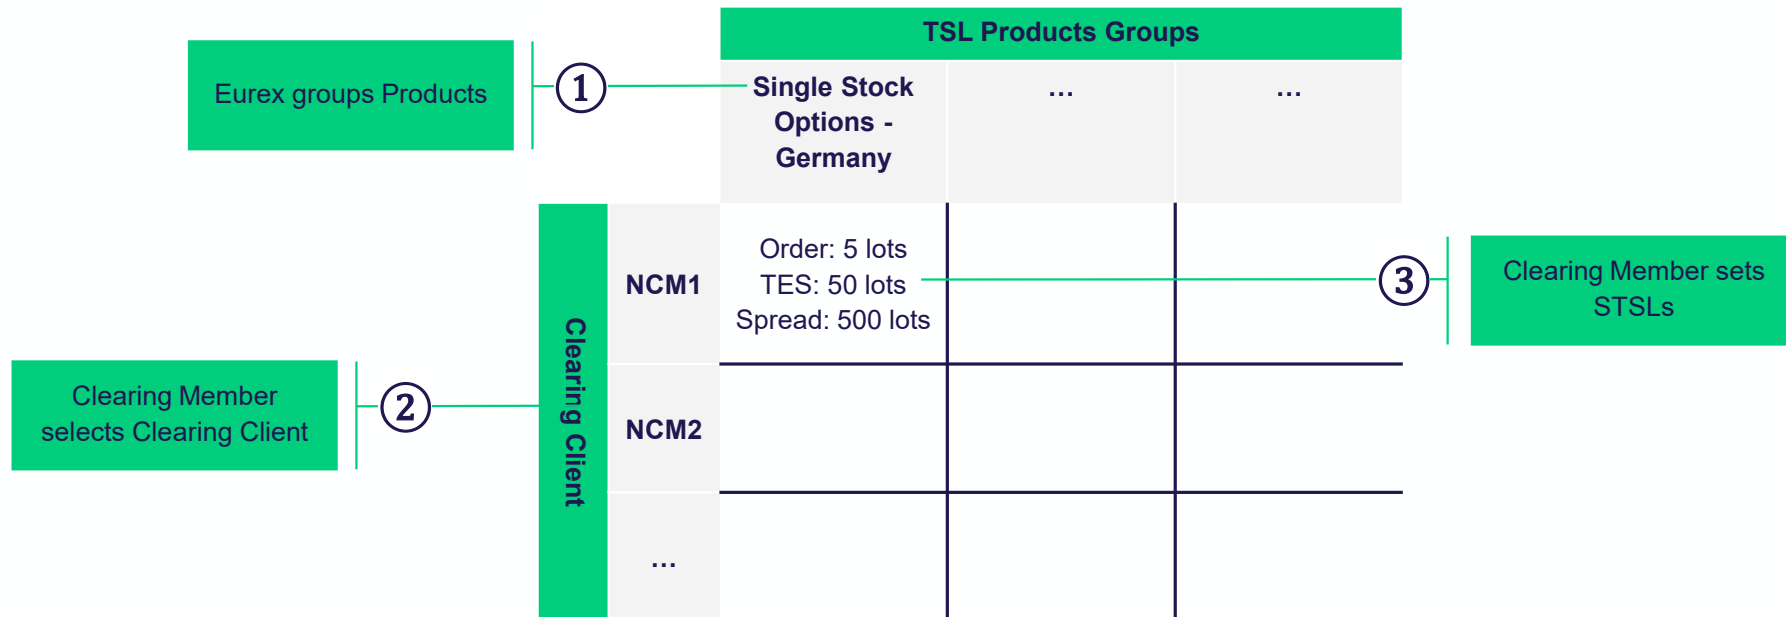 TSL Products Groups
Eurex groups Products
①
Single Stock
Options -
Germany
...
...
Clearing Client
NCM1
Order: 5 lots
TES: 50 lots
Spread: 500 lots
③
Clearing Member sets
STSLs
Clearing Member
selects Clearing Client
②
NCM2
...